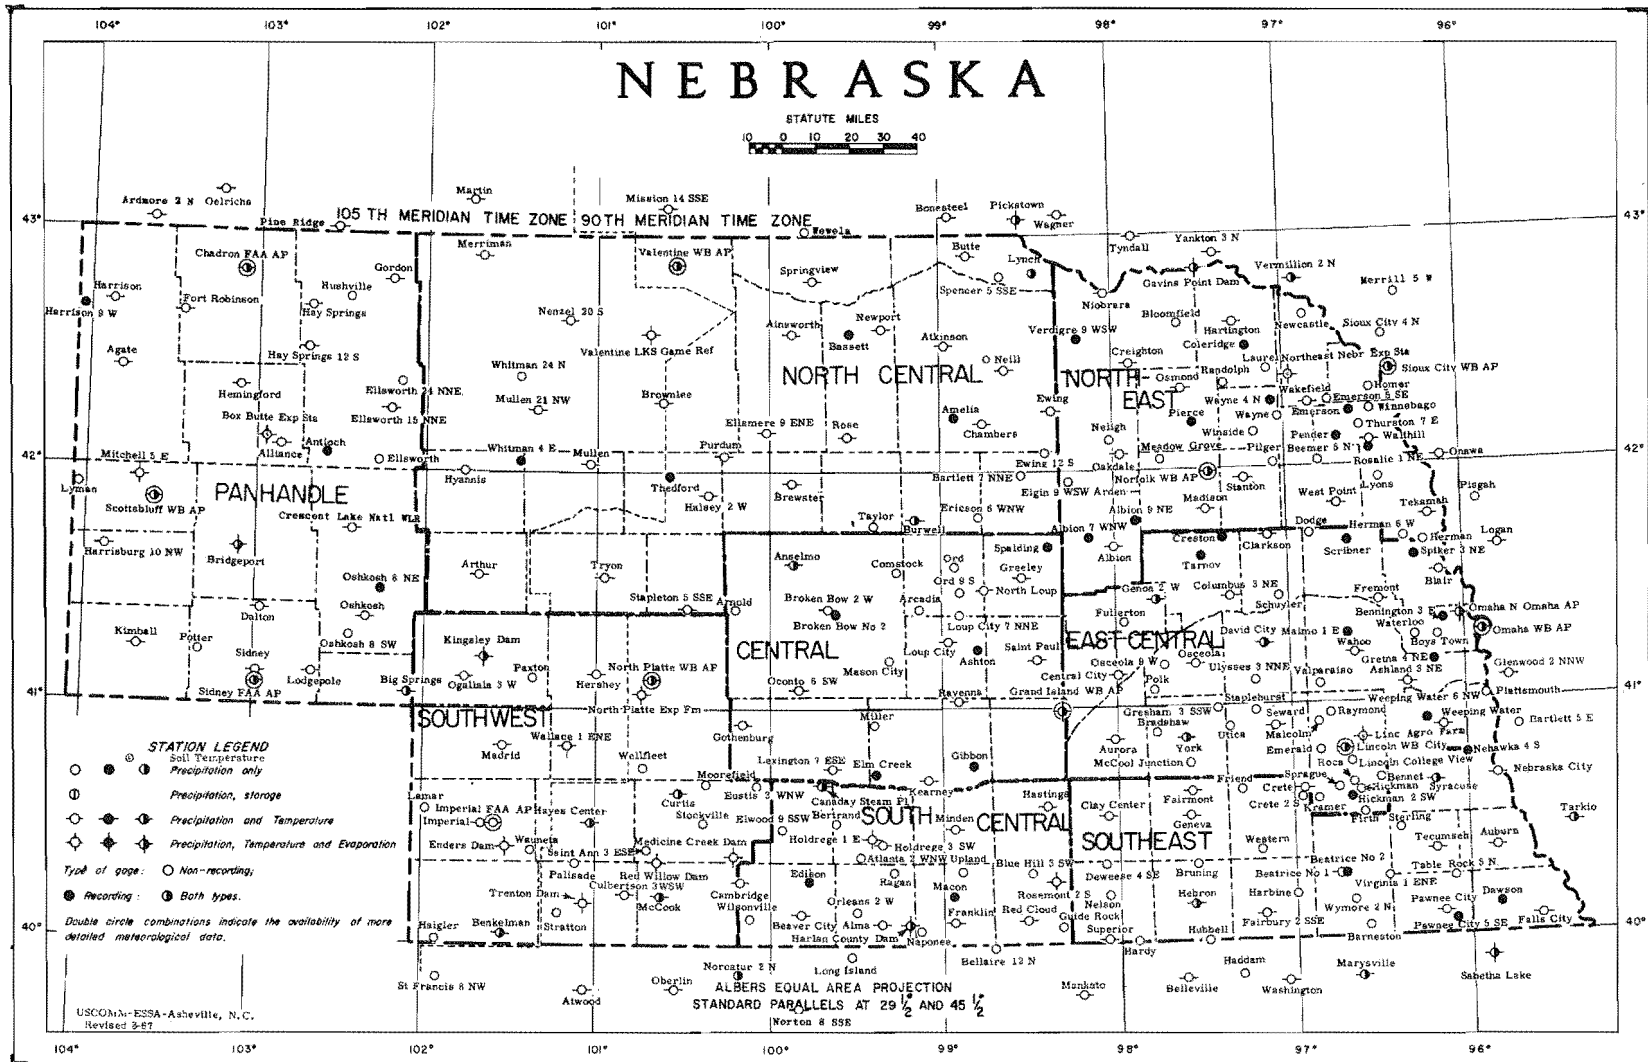 104° 103° 102° 101° 100° 99° 98° 97° 96°
NEBRASKA
STATUTE MILES
10 0 10 20 30 40
43°
43°
42°
42°
41°
41°
40°
40°
105 TH MERIDIAN TIME ZONE
90TH MERIDIAN TIME ZONE
Ardmore 2 N
Oelrichs
Pine Ridge
Martin
Mission 14 SSE
Wewela
Bonesteel
Pickstown
Wagner
Tyndall
Yankton 3 N
Vermillion 2 N
Merrill 5 W
Sioux City 4 N
Sioux City WB AP
Chadron FAA AP
Harrison
Harrison 9 W
Fort Robinson
Rushville
Gordon
Hay Springs
Agate
Hay Springs 12 S
Hemingford
Box Butte Exp Sta
Alliance
Antioch
Ellsworth 24 NNE
Ellsworth 15 NNE
Ellsworth
Mitchell 5 E
Lyman
Scottsbluff WB AP
PANHANDLE
Crescent Lake Natl WLR
Harrisburg 10 NW
Bridgeport
Oshkosh 8 NE
Oshkosh
Oshkosh 8 SW
Dalton
Kimball
Potter
Sidney
Sidney FAA AP
Lodgepole
Big Springs
Merriman
Valentine WB AP
Nenzel 20 S
Valentine LKS Game Ref
Whitman 24 N
Mullen 21 NW
Brownlee
Whitman 4 E
Mullen
Hyannis
Purdum
Thedford
Halsey 2 W
Brewster
Springview
Ainsworth
Bassett
Newport
Butte
Lynch
Spencer 5 SSE
Atkinson
O Neill
NORTH CENTRAL
Ellsmere 9 ENE
Rose
Amelia
Chambers
Ewing
Ewing 12 S
Bartlett 7 NNE
Ericson 6 WNW
Taylor
Burwell
NORTH-
EAST
Niobrara
Verdigre 9 WSW
Gavins Point Dam
Bloomfield
Hartington
Newcastle
Creighton
Coleridge
Laurel
Northeast Nebr Exp Sta
Osmond
Randolph
Homer
Wakefield
Emerson 5 SE
Wayne 4 N
Wayne
Emerson
Winnebago
Pierce
Winside
Thurston 7 E
Pender
Walthill
Neligh
Meadow Grove
Pilger
Beemer 5 N
Rosalie 1 NE
Onawa
Oakdale
Norfolk WB AP
Stanton
Lyons
Elgin 9 WSW Arden
Madison
West Point
Tekamah
Pisgah
Albion 9 NE
Albion 7 WNW
Albion
Creston
Tarnov
Clarkson
Dodge
Herman 6 W
Scribner
Herman
Logan
Spiker 3 NE
Blair
Arthur
Tryon
Stapleton 5 SSE
Arnold
Anselmo
Comstock
Ord
Ord 9 S
Greeley
Spalding
North Loup
Broken Bow 2 W
Broken Bow No 2
Arcadia
Loup City 7 NNE
Loup City
Ashton
Saint Paul
CENTRAL
Mason City
Oconto 6 SW
Ravenna
Grand Island WB AP
Gothenburg
Miller
Lexington 7 ESE
Elm Creek
Gibbon
Kearney
Genoa 2 W
Columbus 3 NE
Schuyler
Fremont
Fullerton
EAST CENTRAL
David City
Malmo 1 E
Wahoo
Waterloo
Bennington 3 E
Omaha N Omaha AP
Omaha WB AP
Boys Town
Gretna 4 NE
Ashland 3 NE
Glenwood 2 NNW
Osceola
Osceola 9 W
Ulysses 3 NNE
Valparaiso
Central City
Polk
Staplehurst
Weeping Water 6 NW
Plattsmouth
Gresham 3 SSW
Bradshaw
Seward
Raymond
Weeping Water
Bartlett 5 E
Utica
Malcolm
Linc Agro Farm
Aurora
York
Emerald
Lincoln WB City
Nehawka 4 S
McCool Junction
Roca
Lincoln College View
Nebraska City
Friend
Sprague
Bennet
Crete
Hickman
Syracuse
Crete 2 S
Kramer
Hickman 2 SW
Firth
Sterling
Tarkio
Kingsley Dam
Ogallala 3 W
Paxton
Hershey
North Platte WB AP
North Platte Exp Fm
SOUTHWEST
Madrid
Wallace 1 ENE
Wellfleet
Moorefield
Eustis 3 WNW
Canaday Steam Pl
Lamar
Imperial FAA AP
Imperial
Hayes Center
Curtis
Stockville
Elwood 9 SSW
Enders Dam
Wauneta
Palisade
Saint Ann 3 ESE
Medicine Creek Dam
Red Willow Dam
Culbertson 3WSW
McCook
Trenton Dam
Stratton
Cambridge
Wilsonville
Haigler
Benkelman
Bertrand
SOUTH CENTRAL
Holdrege 1 E
Holdrege 3 SW
Minden
Hastings
Atlanta 2 WNW
Upland
Blue Hill 3 SW
Edison
Ragan
Macon
Rosemont 2 S
Orleans 2 W
Beaver City
Alma
Franklin
Red Cloud
Guide Rock
Harlan County Dam
Naponee
SOUTHEAST
Clay Center
Fairmont
Geneva
Western
Tecumseh
Auburn
Deweese 4 SE
Bruning
Beatrice No 2
Beatrice No 1
Table Rock 3 N
Virginia 1 ENE
Nelson
Hebron
Harbine
Wymore 2 N
Pawnee City
Dawson
Superior
Hubbell
Fairbury 2 SSE
Barneston
Pawnee City 5 SE
Falls City
Hardy
St Francis 8 NW
Atwood
Oberlin
Norcatur 2 N
Long Island
Bellaire 12 N
Mankato
Belleville
Haddam
Washington
Marysville
Sabetha Lake
Norton 8 SSE
STATION LEGEND
Soil Temperature
Precipitation only
Precipitation, storage
Precipitation and Temperature
Precipitation, Temperature and Evaporation
Type of gage: Non-recording;
Recording: Both types.
Double circle combinations indicate the availability of more
detailed meteorological data.
ALBERS EQUAL AREA PROJECTION
STANDARD PARALLELS AT 29 ½° AND 45 ½°
USCOMM-ESSA-Asheville, N.C.
Revised 3-67
104° 103° 102° 101° 100° 99° 98° 97° 96°